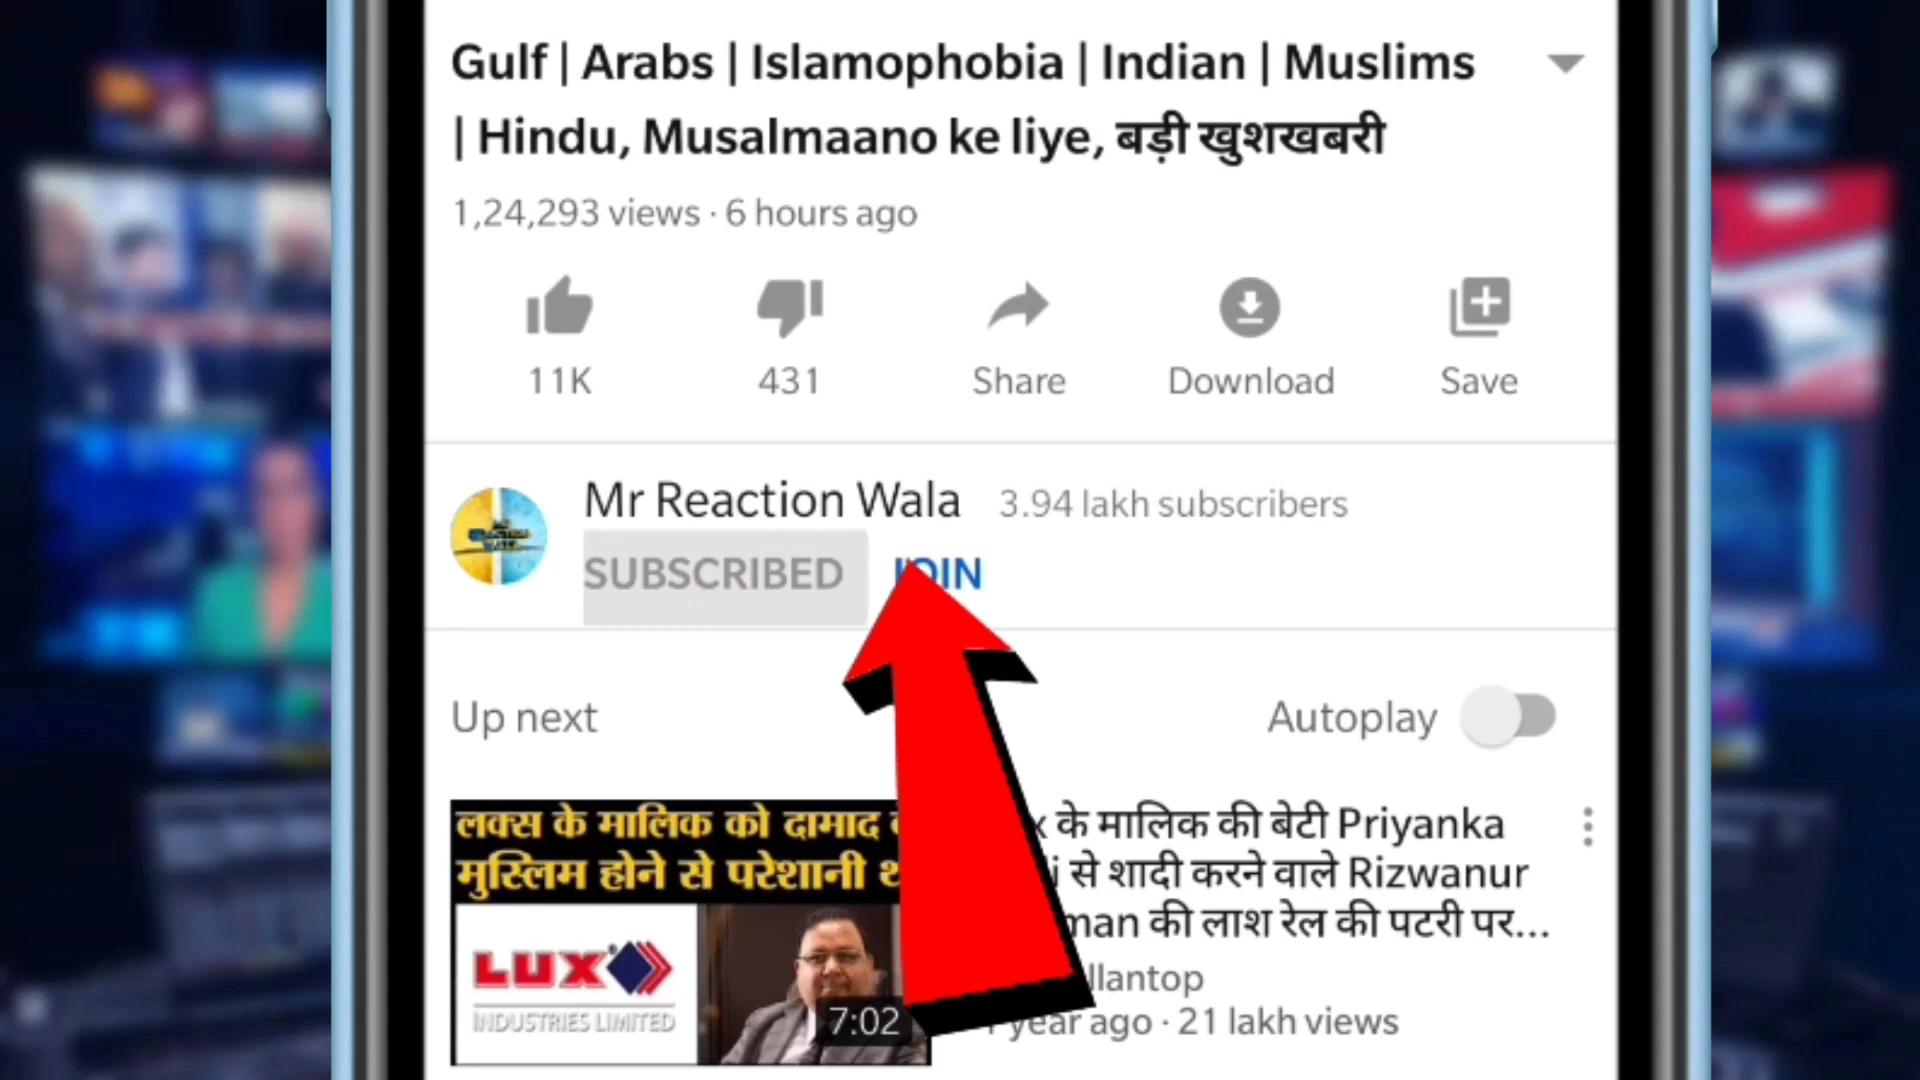 Gulf | Arabs | Islamophobia | Indian | Muslims
| Hindu, Musalmaano ke liye, बड़ी खुशखबरी
1,24,293 views · 6 hours ago
11K
431
Share
Download
Save
Mr Reaction Wala
3.94 lakh subscribers
SUBSCRIBED
JOIN
Up next
Autoplay
लक्स के मालिक को दामाद
मुस्लिम होने से परेशानी
LUX
INDUSTRIES LIMITED
7:02
के मालिक की बेटी Priyanka
से शादी करने वाले Rizwanur
की लाश रेल की पटरी पर...
year ago · 21 lakh views